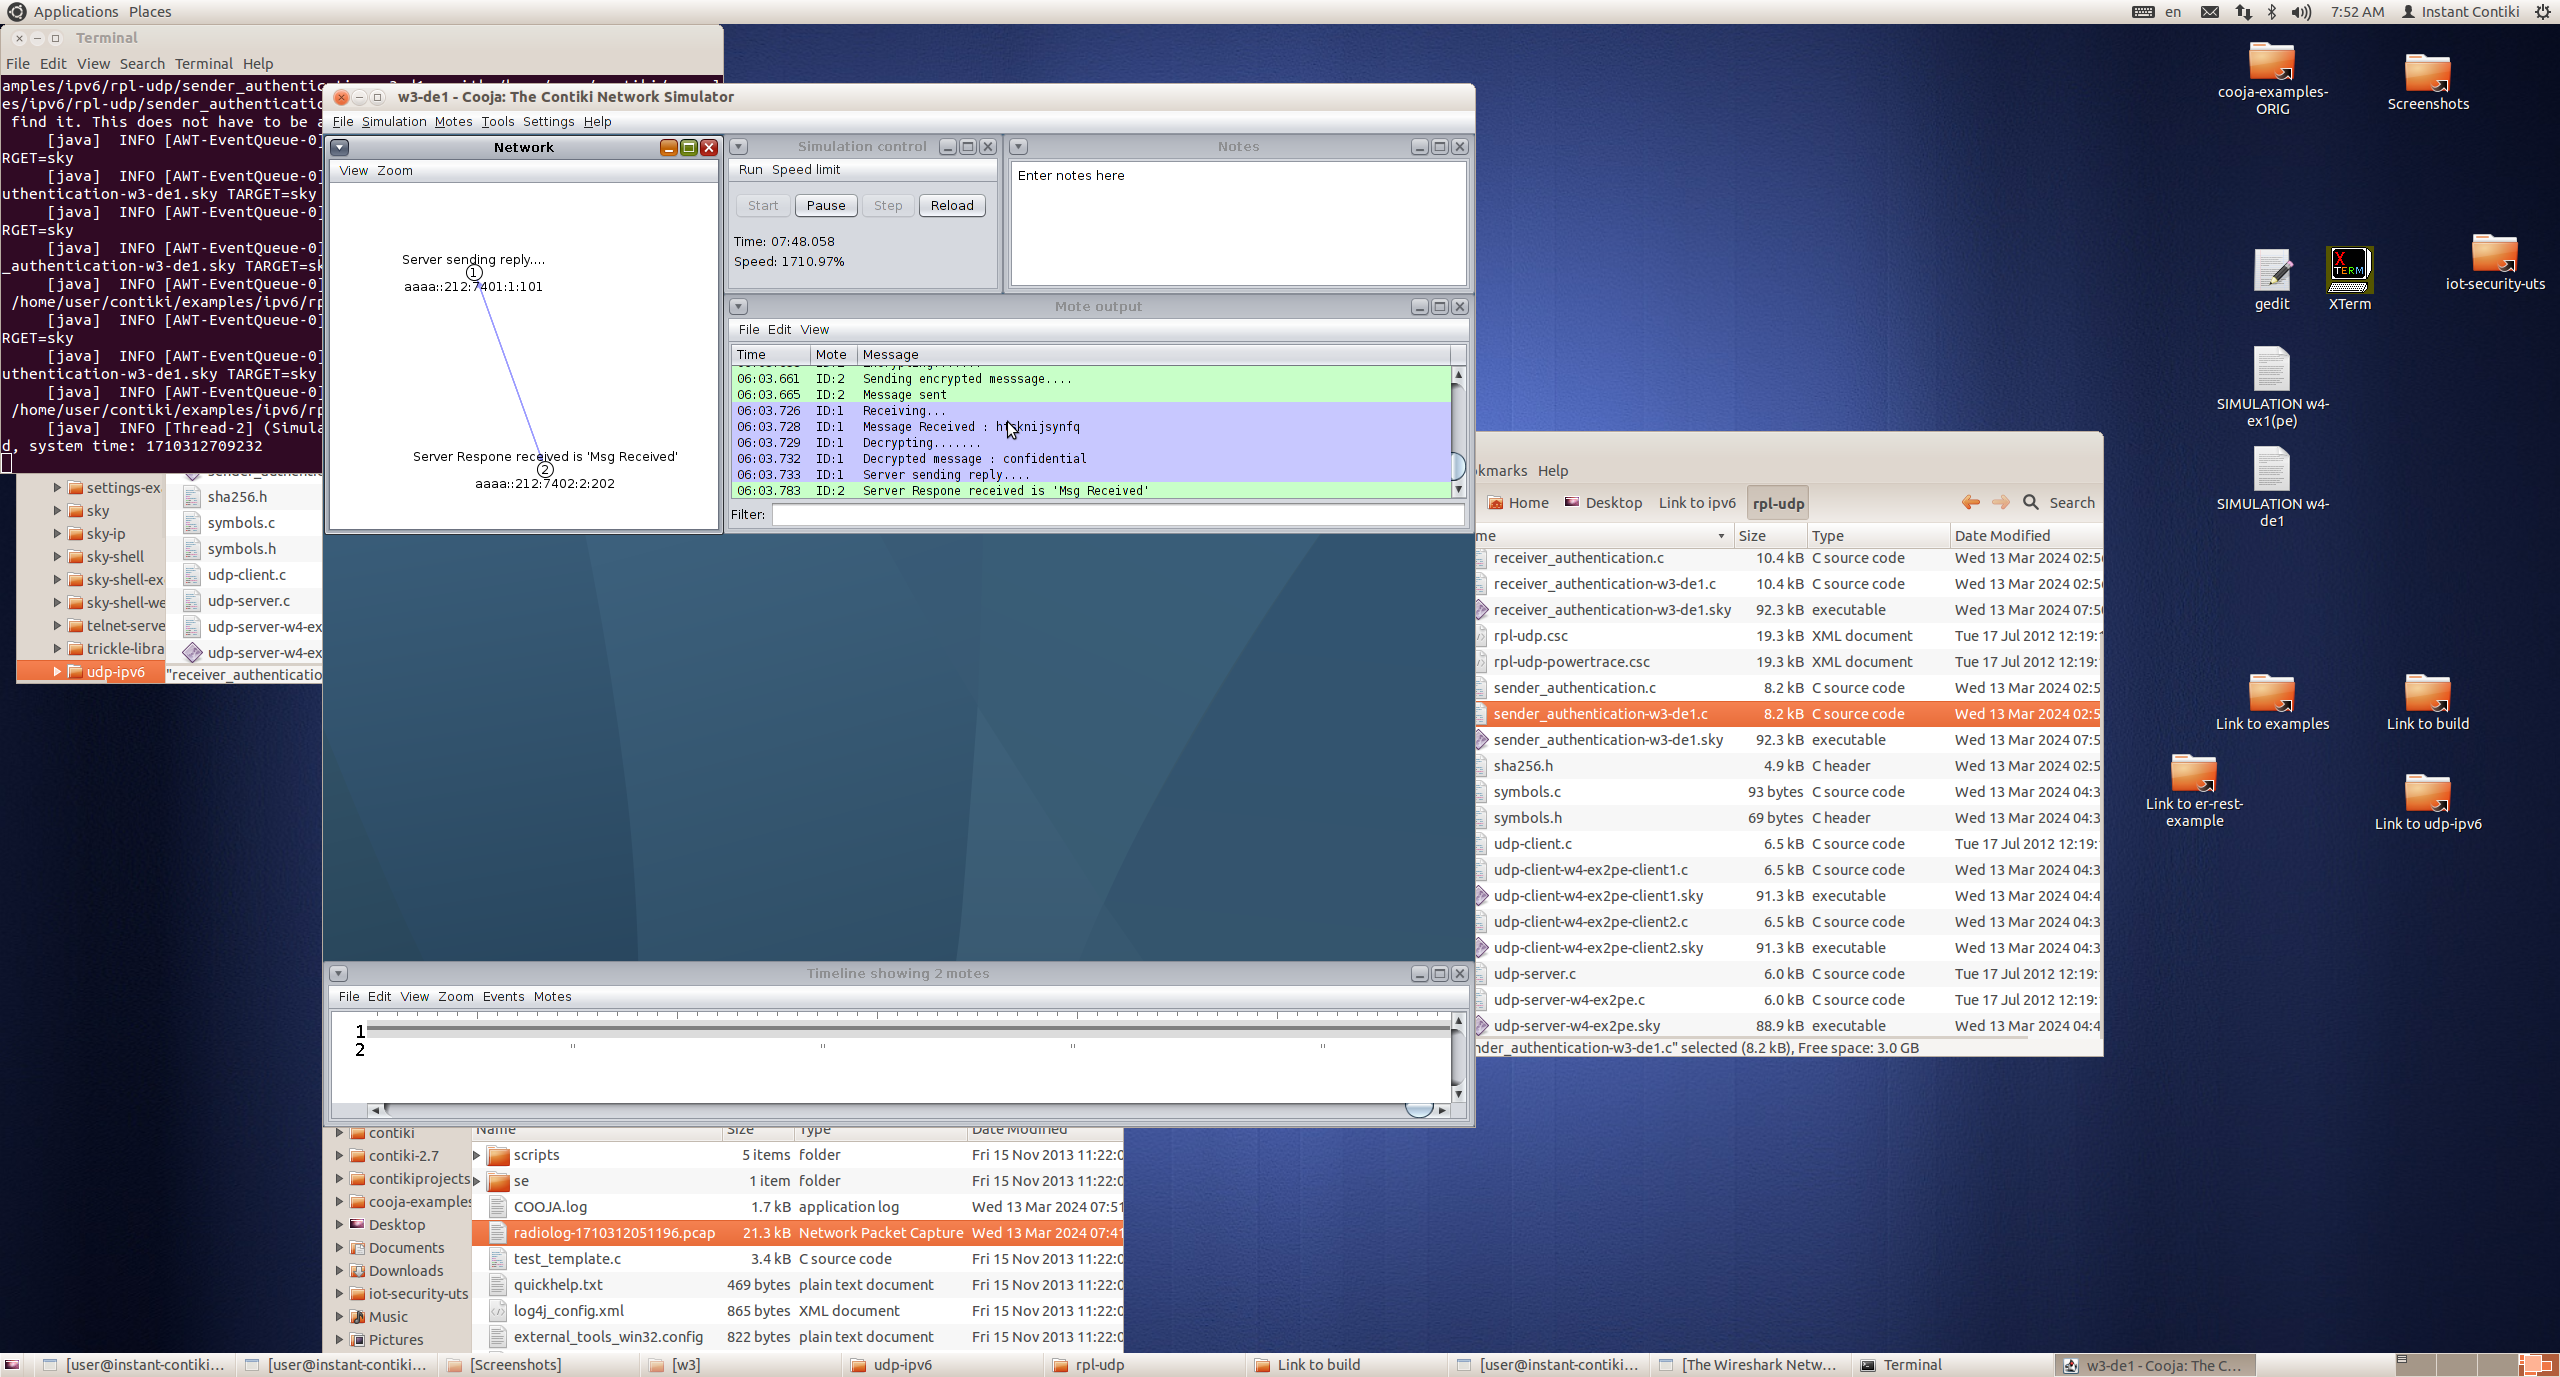 Applications Places
en 7:52 AM Instant Contiki
Terminal
File Edit View Search Terminal Help
es/ipv6/rpl-udp/sender_authenticatio
find it. This does not have to be a
[java] INFO [AWT-EventQueue-0]
RGET=sky
[java] INFO [AWT-EventQueue-0]
uthentication-w3-de1.sky TARGET=sky
[java] INFO [AWT-EventQueue-0]
RGET=sky
[java] INFO [AWT-EventQueue-0]
_authentication-w3-de1.sky TARGET=sk
[java] INFO [AWT-EventQueue-0]
/home/user/contiki/examples/ipv6/rp
[java] INFO [AWT-EventQueue-0]
RGET=sky
[java] INFO [AWT-EventQueue-0]
uthentication-w3-de1.sky TARGET=sky
[java] INFO [AWT-EventQueue-0]
/home/user/contiki/examples/ipv6/rp
[java] INFO [Thread-2] (Simula
d, system time: 1710312709232
w3-de1 - Cooja: The Contiki Network Simulator
File Simulation Motes Tools Settings Help
Network
View Zoom
Server sending reply....
1
aaaa::212:7401:1:101
Server Respone received is 'Msg Received'
2
aaaa::212:7402:2:202
Simulation control
Run Speed limit
Start Pause Step Reload
Time: 07:48.058
Speed: 1710.97%
Notes
Enter notes here
Mote output
File Edit View
Time Mote Message
06:03.661 ID:2 Sending encrypted messsage....
06:03.665 ID:2 Message sent
06:03.726 ID:1 Receiving...
06:03.728 ID:1 Message Received :
06:03.729 ID:1 Decrypting.......
06:03.732 ID:1 Decrypted message : confidential
06:03.733 ID:1 Server sending reply....
06:03.783 ID:2 Server Respone received is 'Msg Received'
Filter:
Timeline showing 2 motes
File Edit View Zoom Events Motes
1
2
settings-ex
sky
sky-ip
sky-shell
sky-shell-ex
sky-shell-we
telnet-serve
trickle-libra
udp-ipv6
sha256.h
symbols.c
symbols.h
udp-client.c
udp-server.c
udp-server-w4-ex
udp-server-w4-ex
"receiver_authenticatio
kmarks Help
Home Desktop Link to ipv6 rpl-udp Search
me Size Type Date Modified
receiver_authentication.c 10.4 kB C source code Wed 13 Mar 2024 02:5
receiver_authentication-w3-de1.c 10.4 kB C source code Wed 13 Mar 2024 02:5
receiver_authentication-w3-de1.sky 92.3 kB executable Wed 13 Mar 2024 07:5
rpl-udp.csc 19.3 kB XML document Tue 17 Jul 2012 12:19:
rpl-udp-powertrace.csc 19.3 kB XML document Tue 17 Jul 2012 12:19:
sender_authentication.c 8.2 kB C source code Wed 13 Mar 2024 02:5
sender_authentication-w3-de1.c 8.2 kB C source code Wed 13 Mar 2024 02:5
sender_authentication-w3-de1.sky 92.3 kB executable Wed 13 Mar 2024 07:5
sha256.h 4.9 kB C header Wed 13 Mar 2024 02:5
symbols.c 93 bytes C source code Wed 13 Mar 2024 04:3
symbols.h 69 bytes C header Wed 13 Mar 2024 04:3
udp-client.c 6.5 kB C source code Tue 17 Jul 2012 12:19:
udp-client-w4-ex2pe-client1.c 6.5 kB C source code Wed 13 Mar 2024 04:3
udp-client-w4-ex2pe-client1.sky 91.3 kB executable Wed 13 Mar 2024 04:4
udp-client-w4-ex2pe-client2.c 6.5 kB C source code Wed 13 Mar 2024 04:3
udp-client-w4-ex2pe-client2.sky 91.3 kB executable Wed 13 Mar 2024 04:3
udp-server.c 6.0 kB C source code Tue 17 Jul 2012 12:19:
udp-server-w4-ex2pe.c 6.0 kB C source code Tue 17 Jul 2012 12:19:
udp-server-w4-ex2pe.sky 88.9 kB executable Wed 13 Mar 2024 04:4
nder_authentication-w3-de1.c" selected (8.2 kB), Free space: 3.0 GB
contiki
contiki-2.7
contikiprojects
cooja-examples
Desktop
Documents
Downloads
iot-security-uts
Music
Pictures
Name Size Type Date Modified
scripts 5 items folder Fri 15 Nov 2013 11:22:0
se 1 item folder Fri 15 Nov 2013 11:22:0
COOJA.log 1.7 kB application log Wed 13 Mar 2024 07:51
radiolog-1710312051196.pcap 21.3 kB Network Packet Capture Wed 13 Mar 2024 07:41
test_template.c 3.4 kB C source code Fri 15 Nov 2013 11:22:0
quickhelp.txt 469 bytes plain text document Fri 15 Nov 2013 11:22:0
log4j_config.xml 865 bytes XML document Fri 15 Nov 2013 11:22:0
external_tools_win32.config 822 bytes plain text document Fri 15 Nov 2013 11:22:0
cooja-examples-
ORIG
Screenshots
gedit
X
TERM
XTerm
iot-security-uts
SIMULATION w4-
ex1(pe)
SIMULATION w4-
de1
Link to examples
Link to build
Link to er-rest-
example
Link to udp-ipv6
[user@instant-contiki... [user@instant-contiki... [Screenshots] [w3] udp-ipv6 rpl-udp Link to build [user@instant-contiki... [The Wireshark Netw... Terminal w3-de1 - Cooja: The C...